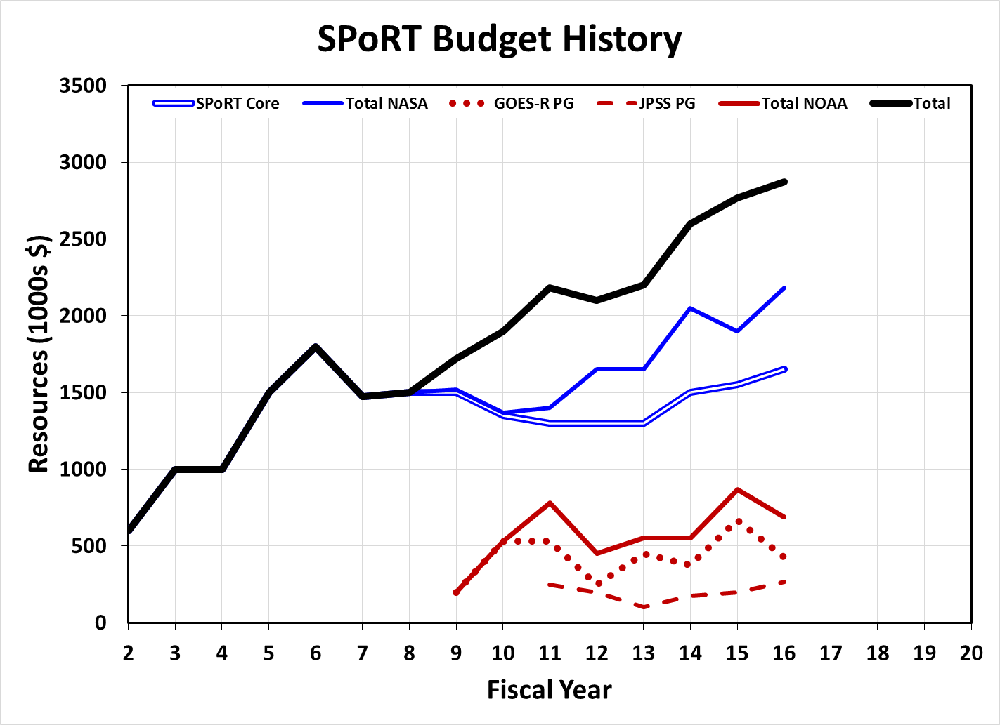 SPoRT Budget History
3500
SPoRT Core Total NASA GOES-R PG JPSS PG Total NOAA Total
3000
2500
2000
1500
1000
500
0
Resources (1000s $)
2 3 4 5 6 7 8 9 10 11 12 13 14 15 16 17 18 19 20
Fiscal Year